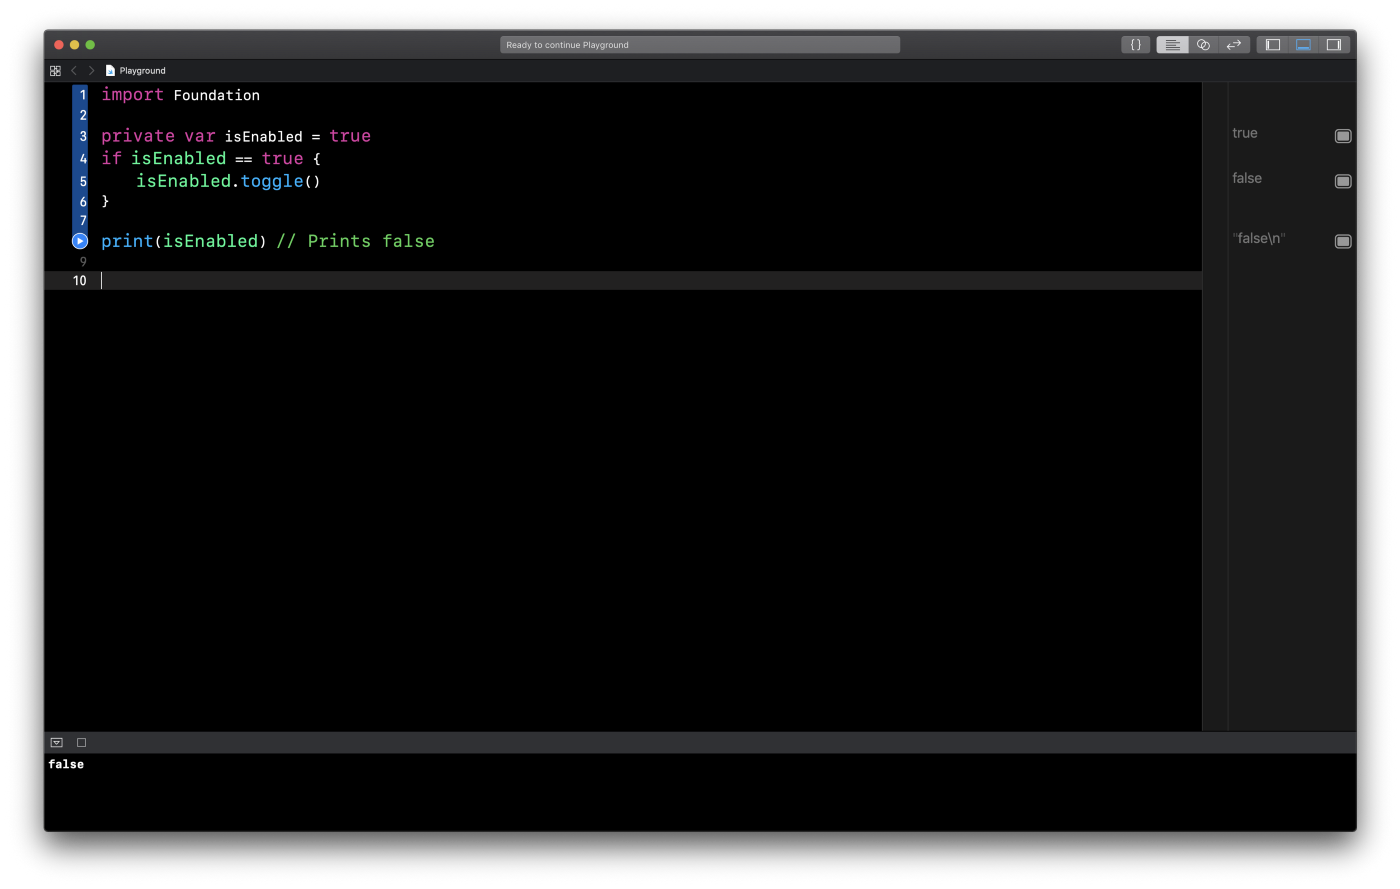 Ready to continue Playground
{}
Playground
1 import Foundation
2
3 private var isEnabled = true
true
4 if isEnabled == true {
5 isEnabled.toggle()
false
6 }
7
print(isEnabled) // Prints false
"false\n"
9
10
false